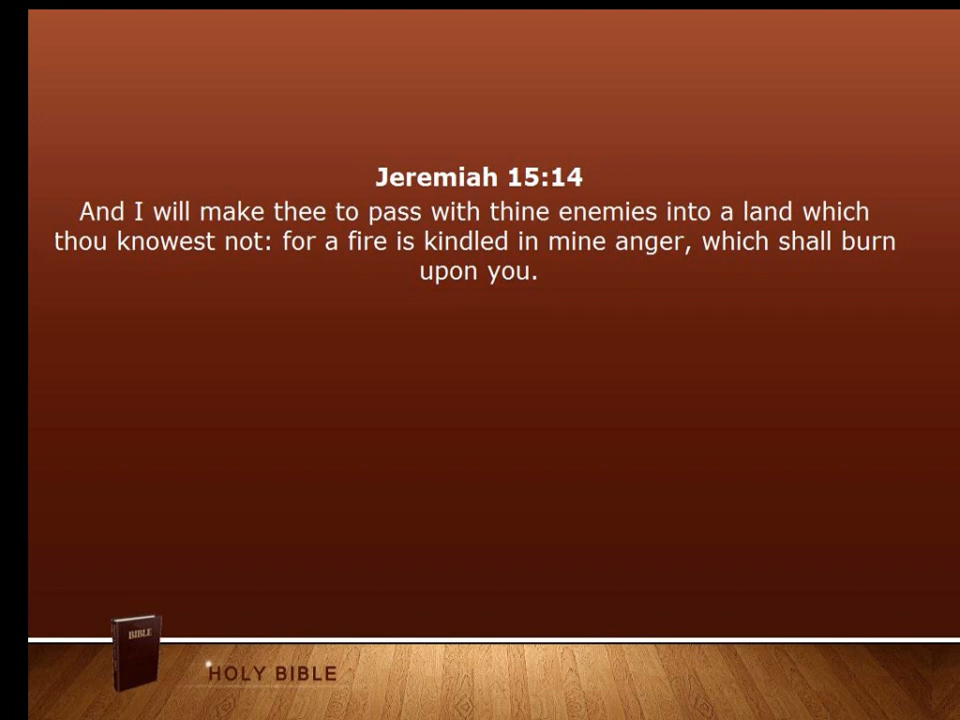 Jeremiah 15:14
And I will make thee to pass with thine enemies into a land which
thou knowest not: for a fire is kindled in mine anger, which shall burn
upon you.
BIBLE
HOLY BIBLE